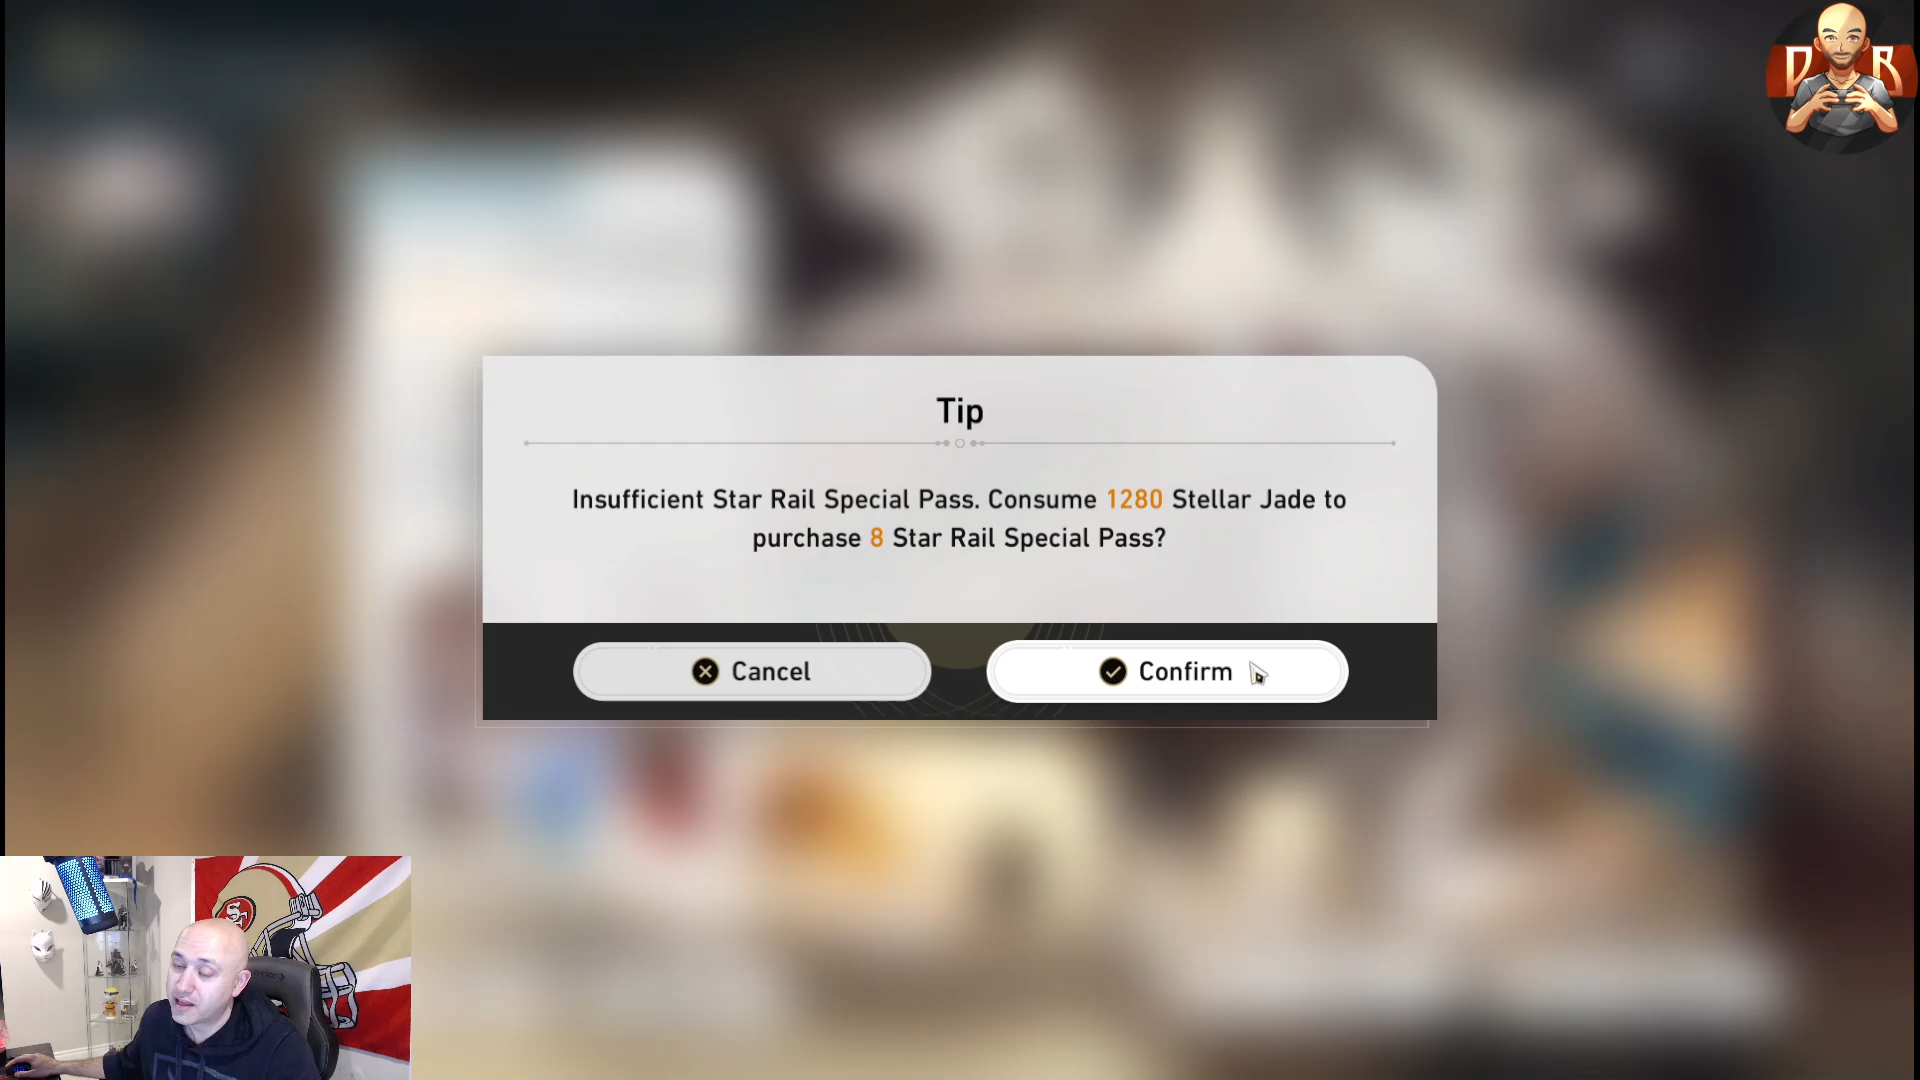 D R
Tip
Insufficient Star Rail Special Pass. Consume 1280 Stellar Jade to
purchase 8 Star Rail Special Pass?
Cancel
Confirm
SF